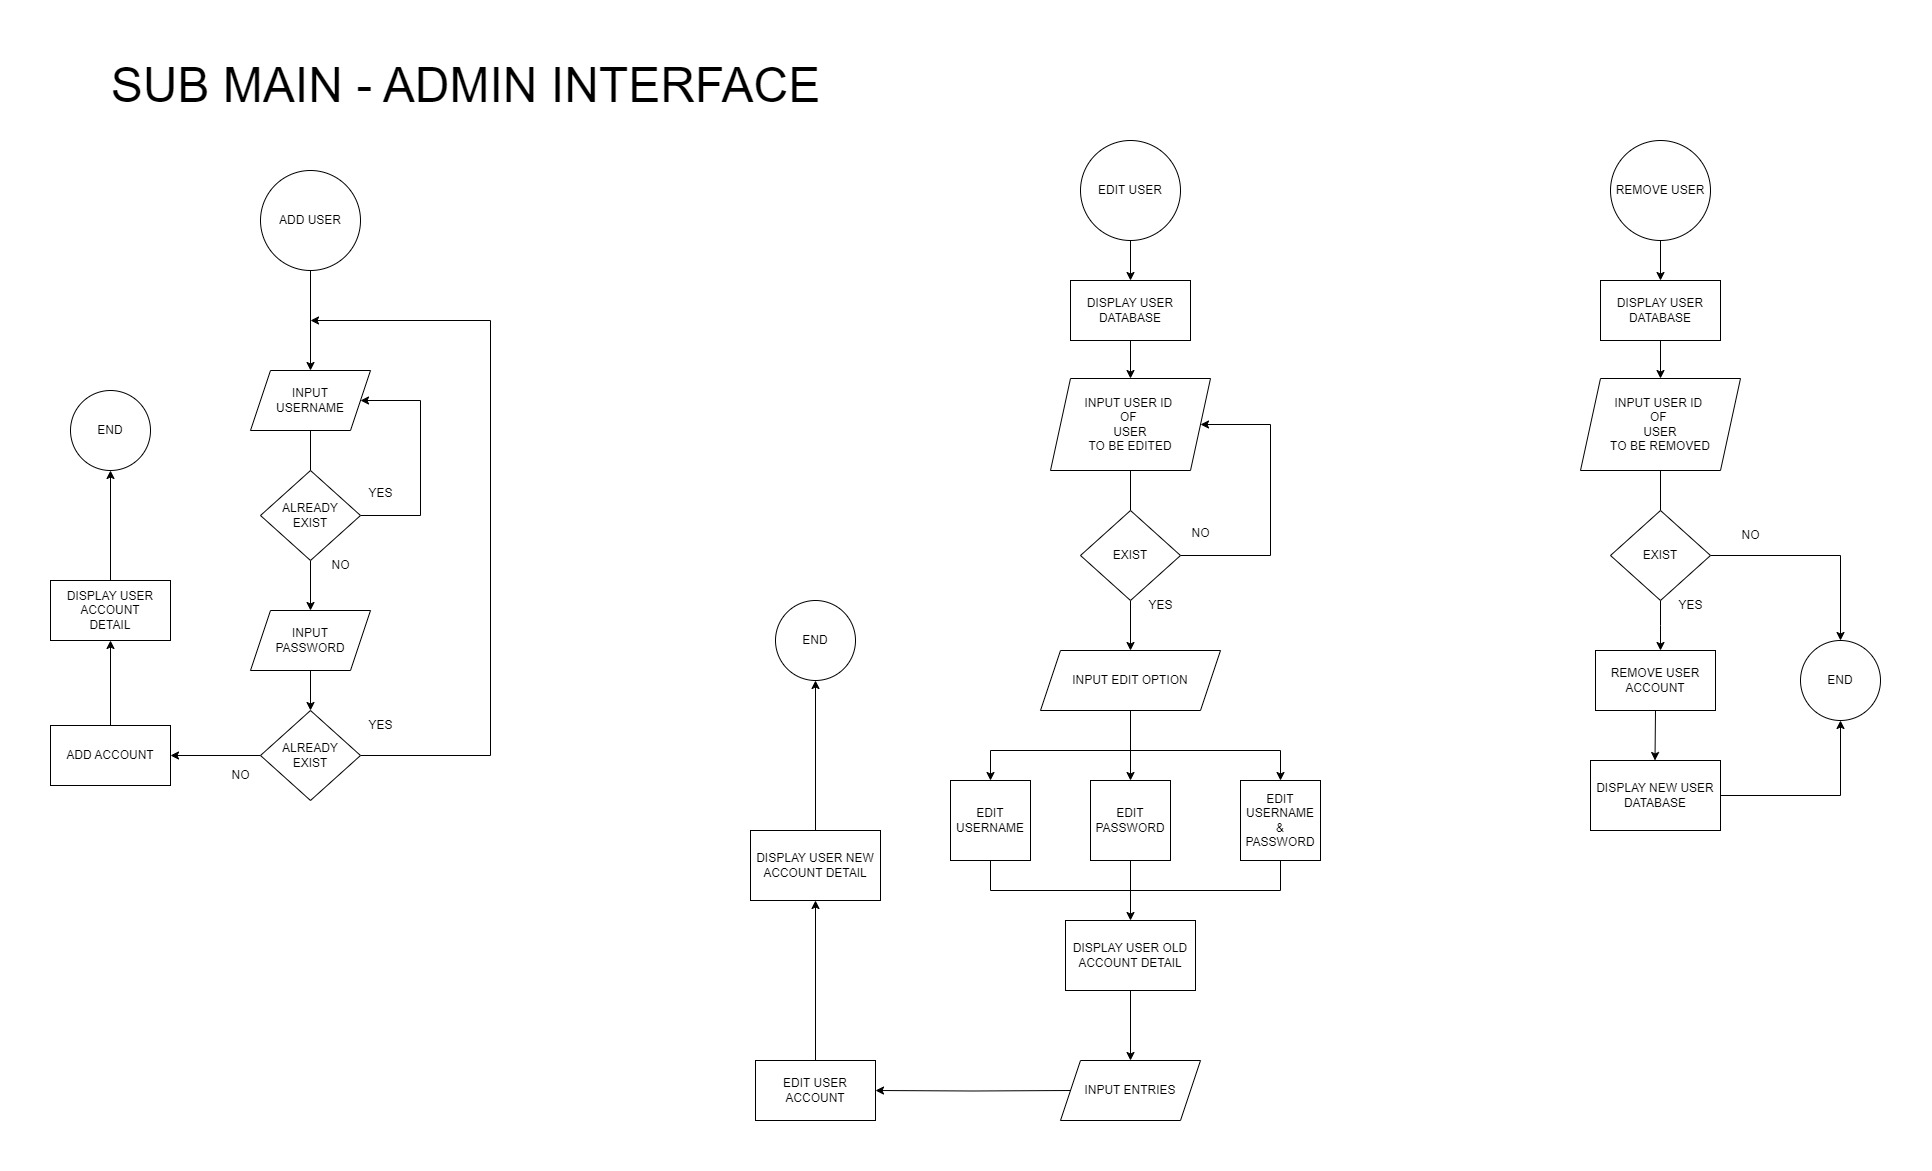 SUB MAIN - ADMIN INTERFACE
ADD USER
INPUT
USERNAME
ALREADY
EXIST
YES
NO
INPUT
PASSWORD
ALREADY
EXIST
YES
NO
ADD ACCOUNT
DISPLAY USER
ACCOUNT
DETAIL
END
EDIT USER
DISPLAY USER
DATABASE
INPUT USER ID
OF
USER
TO BE EDITED
EXIST
NO
YES
INPUT EDIT OPTION
EDIT
USERNAME
EDIT
PASSWORD
EDIT
USERNAME
&
PASSWORD
DISPLAY USER OLD
ACCOUNT DETAIL
INPUT ENTRIES
EDIT USER
ACCOUNT
DISPLAY USER NEW
ACCOUNT DETAIL
END
REMOVE USER
DISPLAY USER
DATABASE
INPUT USER ID
OF
USER
TO BE REMOVED
EXIST
NO
YES
REMOVE USER
ACCOUNT
DISPLAY NEW USER
DATABASE
END